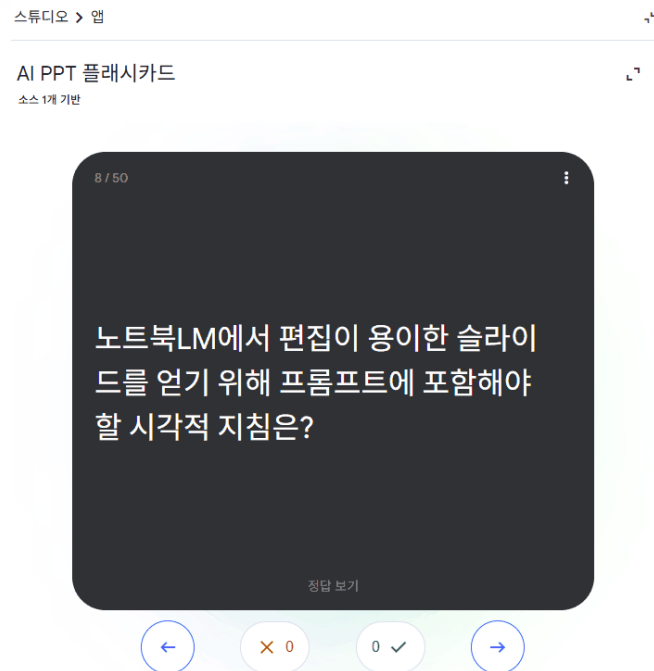 스튜디오 > 앱
AI PPT 플래시카드
소스 1개 기반
8 / 50
노트북LM에서 편집이 용이한 슬라이
드를 얻기 위해 프롬프트에 포함해야
할 시각적 지침은?
정답 보기
0
0